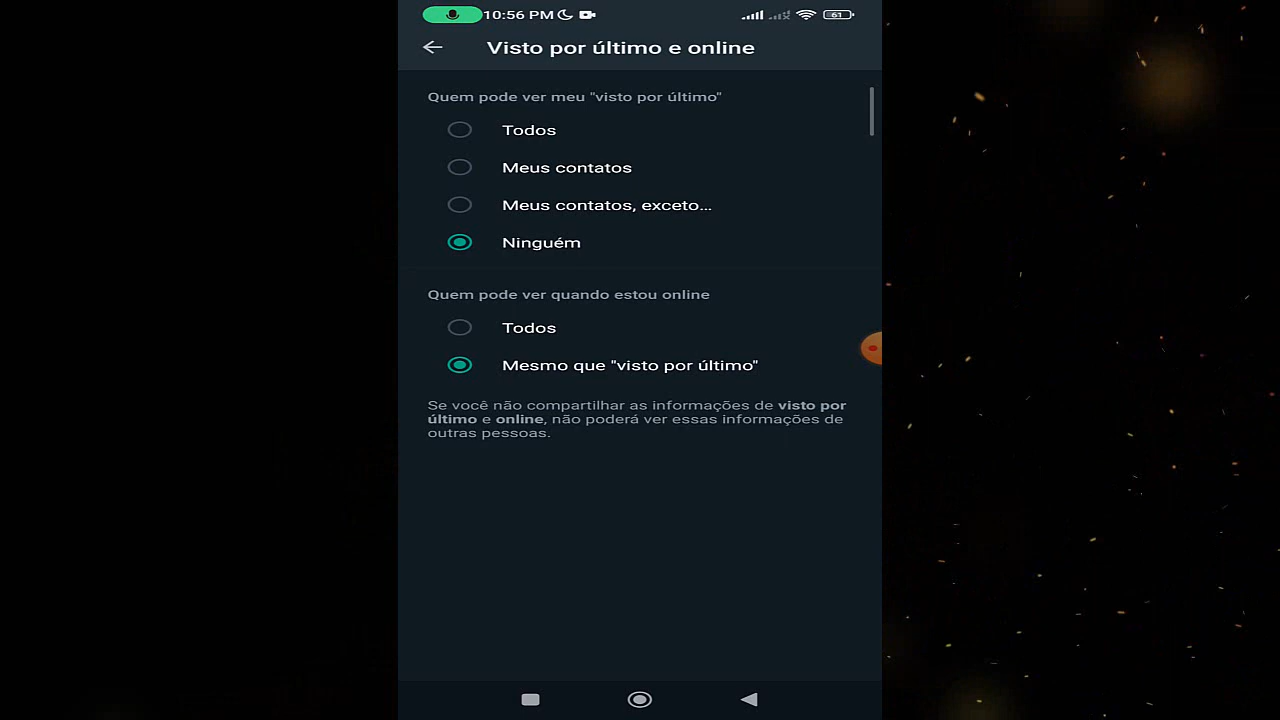 10:56 PM 61
Visto por último e online
Quem pode ver meu "visto por último"
Todos
Meus contatos
Meus contatos, exceto...
Ninguém
Quem pode ver quando estou online
Todos
Mesmo que "visto por último"
Se você não compartilhar as informações de visto por
último e online, não poderá ver essas informações de
outras pessoas.